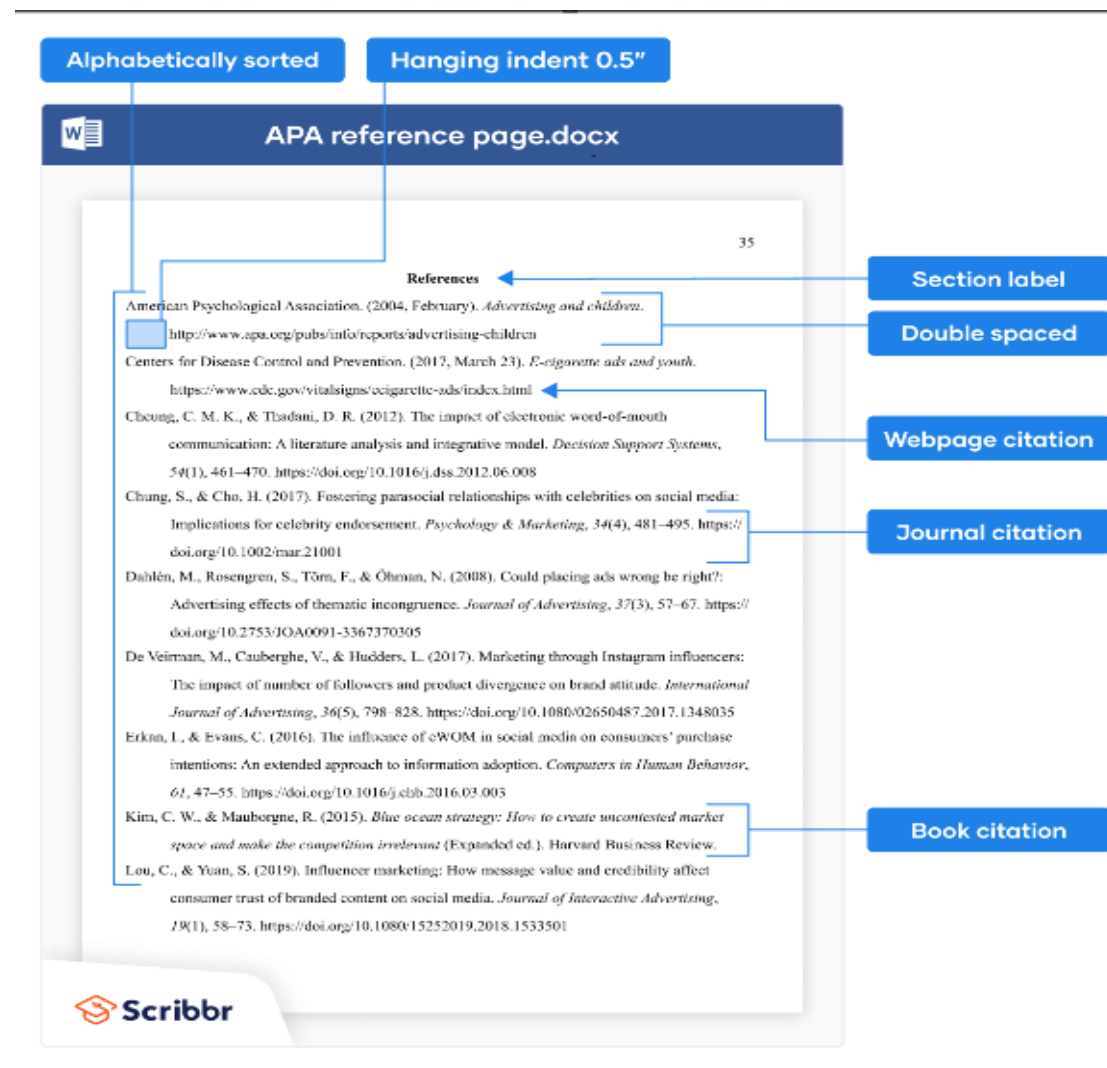 Alphabetically sorted
Hanging indent 0.5"
APA reference page.docx
35
References
American Psychological Association. (2004, February). Advertising and children.
http://www.apa.org/pubs/info/reports/advertising-children
Centers for Disease Control and Prevention. (2017, March 23). E-cigarette ads and youth.
https://www.cdc.gov/vitalsigns/ecigarette-ads/index.html
Cheung, C. M. K., & Thadani, D. R. (2012). The impact of electronic word-of-mouth
communication: A literature analysis and integrative model. Decision Support Systems,
54(1), 461–470. https://doi.org/10.1016/j.dss.2012.06.008
Chung, S., & Cho, H. (2017). Fostering parasocial relationships with celebrities on social media:
Implications for celebrity endorsement. Psychology & Marketing, 34(4), 481–495. https://
doi.org/10.1002/mar.21001
Dahlén, M., Rosengren, S., Törn, F., & Öhman, N. (2008). Could placing ads wrong be right?:
Advertising effects of thematic incongruence. Journal of Advertising, 37(3), 57–67. https://
doi.org/10.2753/JOA0091-3367370305
De Veirman, M., Cauberghe, V., & Hudders, L. (2017). Marketing through Instagram influencers:
The impact of number of followers and product divergence on brand attitude. International
Journal of Advertising, 36(5), 798–828. https://doi.org/10.1080/02650487.2017.1348035
Erkan, I., & Evans, C. (2016). The influence of eWOM in social media on consumers' purchase
intentions: An extended approach to information adoption. Computers in Human Behavior,
61, 47–55. https://doi.org/10.1016/j.chb.2016.03.003
Kim, C. W., & Mauborgne, R. (2015). Blue ocean strategy: How to create uncontested market
space and make the competition irrelevant (Expanded ed.). Harvard Business Review.
Lou, C., & Yuan, S. (2019). Influencer marketing: How message value and credibility affect
consumer trust of branded content on social media. Journal of Interactive Advertising,
19(1), 58–73. https://doi.org/10.1080/15252019.2018.1533501
Section label
Double spaced
Webpage citation
Journal citation
Book citation
Scribbr
W